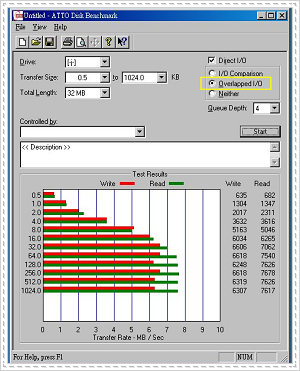 Untitled - ATTO Disk Benchmark
File View Help
Drive: [-i-] Direct I/O
Transfer Size: 0.5 to 1024.0 KB I/O Comparison
Total Length: 32 MB Overlapped I/O
Neither
Queue Depth: 4
Controlled by: Start
<< Description >>
Test Results
Write Read Write Read
0.5 635 682
1.0 1304 1347
2.0 2017 2311
4.0 3632 3616
8.0 5163 5046
16.0 6034 6265
32.0 6606 7062
64.0 6618 7540
128.0 6248 7626
256.0 6618 7678
512.0 6319 7626
1024.0 6307 7617
0 1 2 3 4 5 6 7 8 9 10
Transfer Rate - MB / Sec
For Help, press F1 NUM